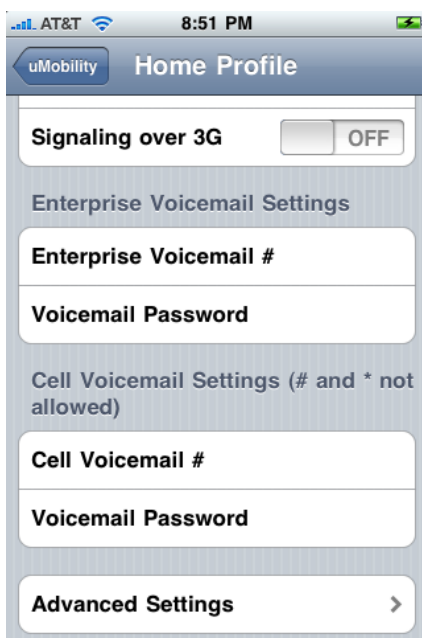 AT&T 8:51 PM
uMobility Home Profile
Signaling over 3G OFF
Enterprise Voicemail Settings
Enterprise Voicemail #
Voicemail Password
Cell Voicemail Settings (# and * not
allowed)
Cell Voicemail #
Voicemail Password
Advanced Settings